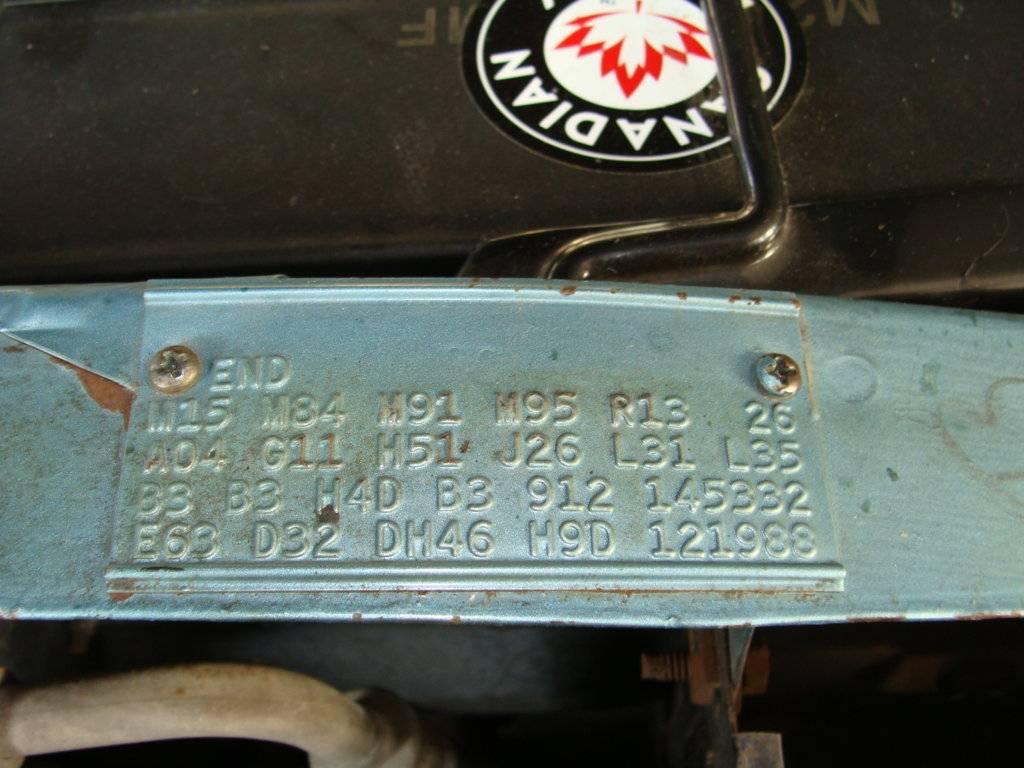 CANADIAN
END
M15 M84 M91 M95 R13 26
A04 G11 H51 J26 L31 L35
B3 B3 H4D B3 912 145332
E63 D32 DH46 H9D 121988